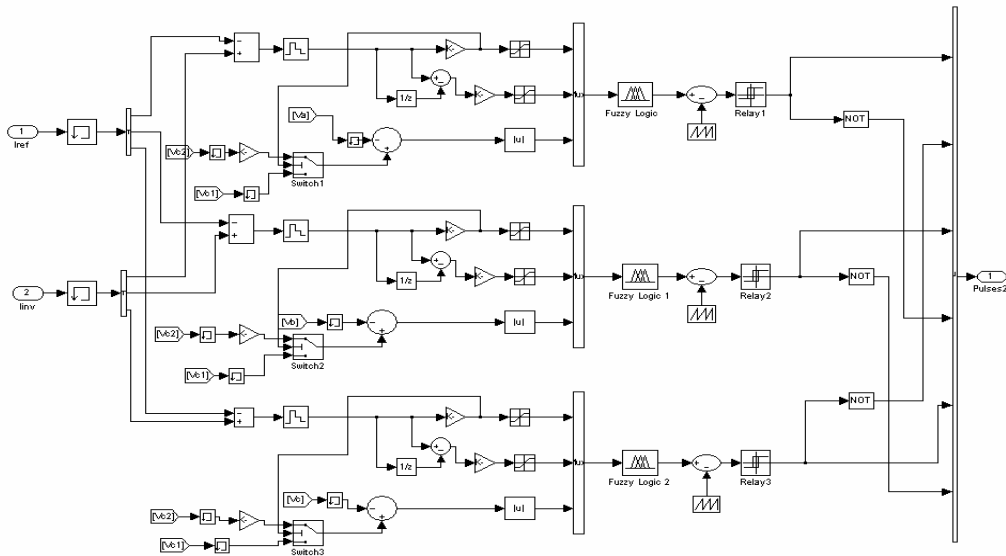 1
Iref
[Va]
[Vc2]
[Vc1]
Switch1
K-
K-
K-
1/z
|u|
Fuzzy Logic
Relay1
NOT
2
Iinv
[Vb]
[Vc2]
[Vc1]
Switch2
K-
K-
K-
1/z
|u|
Fuzzy Logic 1
Relay2
NOT
1
Pulses2
[Vc]
[Vc2]
[Vc1]
Switch3
K-
K-
K-
1/z
|u|
Fuzzy Logic 2
Relay3
NOT